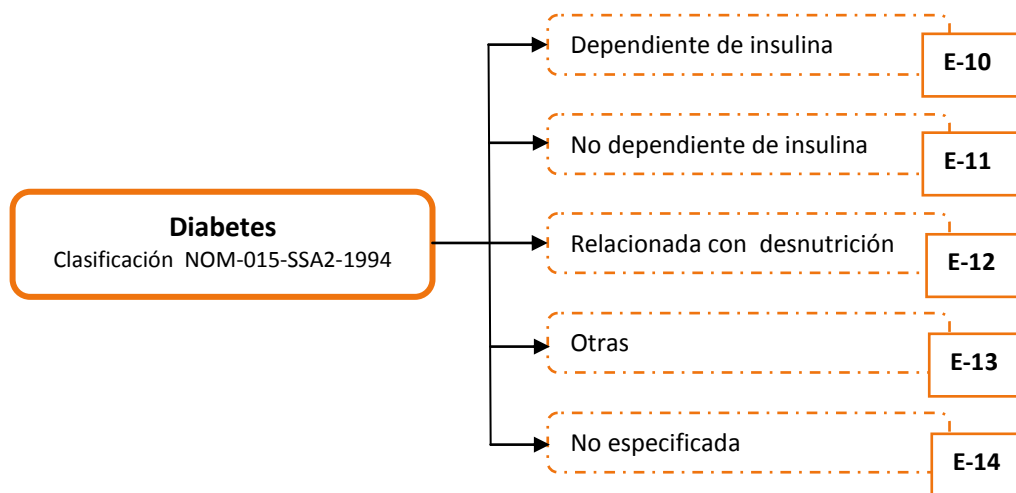 Dependiente de insulina
E-10
No dependiente de insulina
E-11
Diabetes
Clasificación NOM-015-SSA2-1994
Relacionada con desnutrición
E-12
Otras
E-13
No especificada
E-14